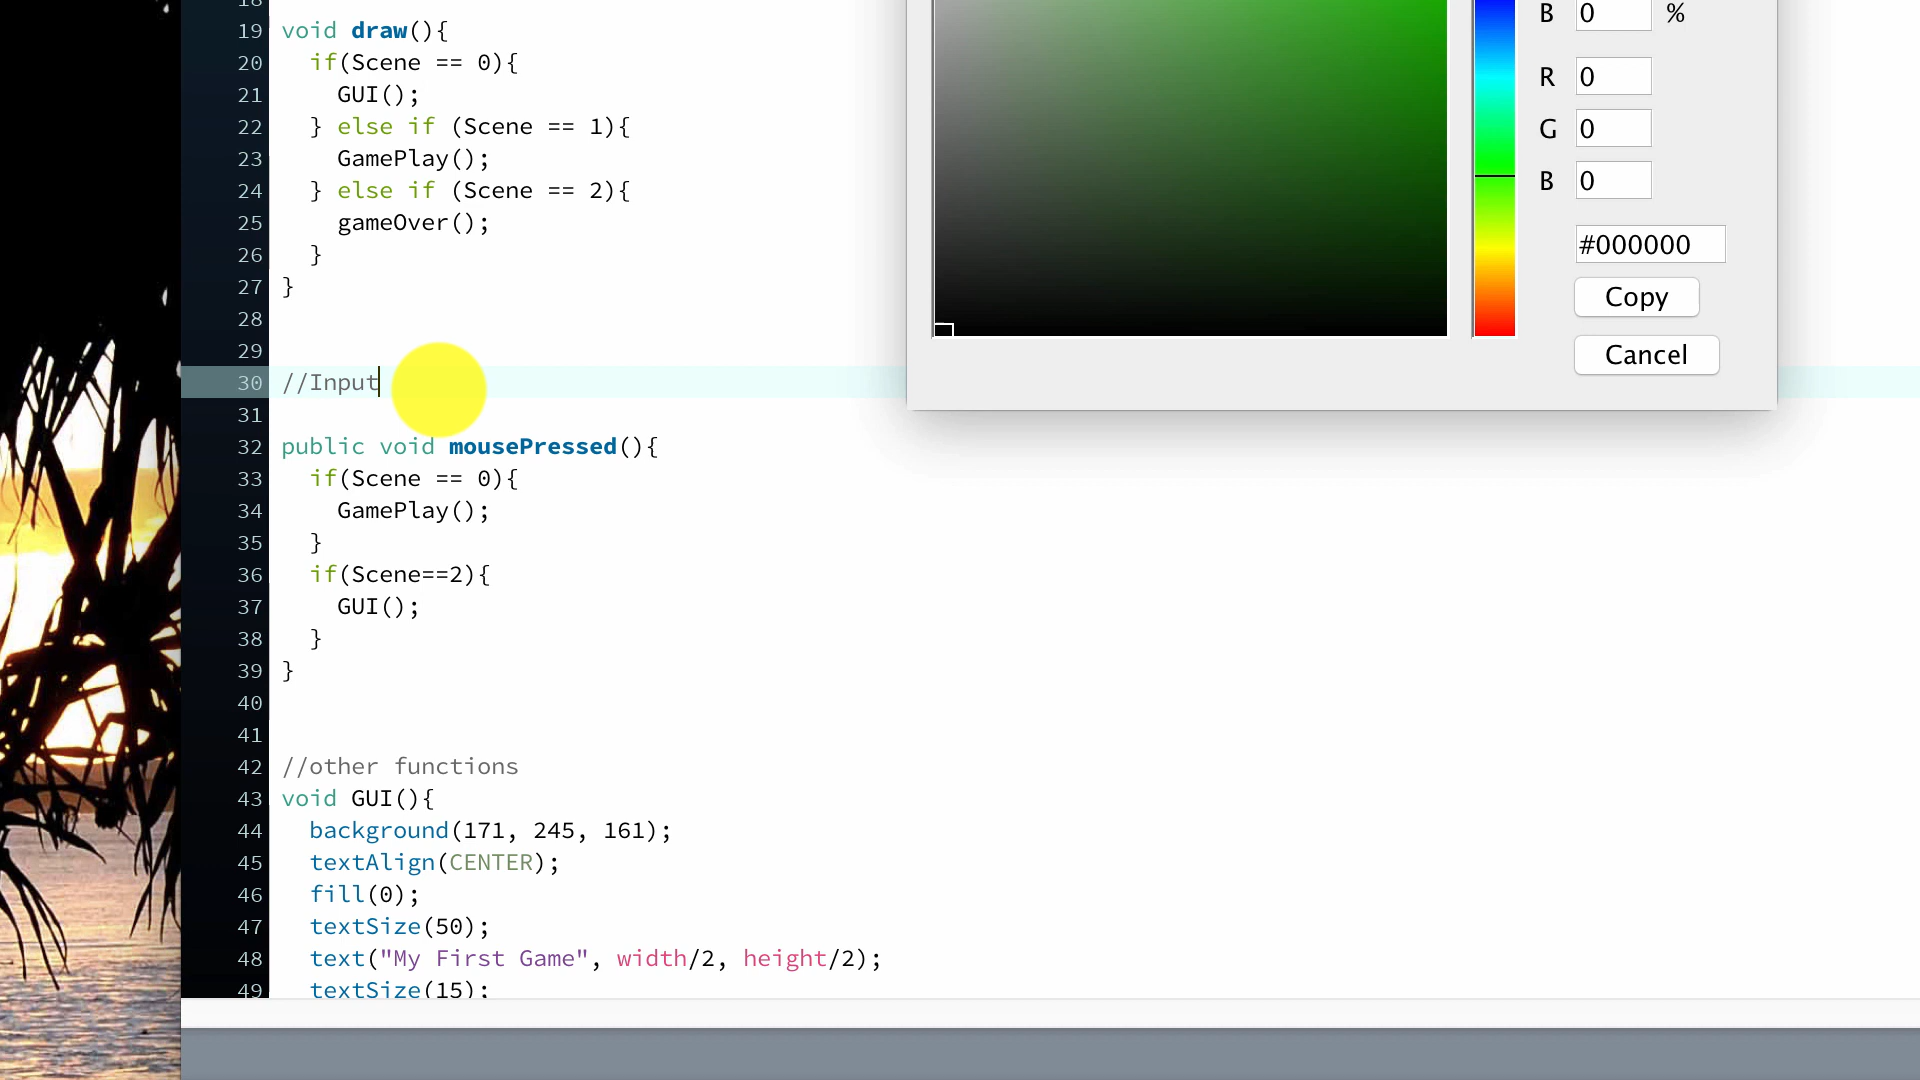 18
19 void draw(){
20 if(Scene == 0){
21 GUI();
22 } else if (Scene == 1){
23 GamePlay();
24 } else if (Scene == 2){
25 gameOver();
26 }
27 }
28
29
30 //Input
31
32 public void mousePressed(){
33 if(Scene == 0){
34 GamePlay();
35 }
36 if(Scene==2){
37 GUI();
38 }
39 }
40
41
42 //other functions
43 void GUI(){
44 background(171, 245, 161);
45 textAlign(CENTER);
46 fill(0);
47 textSize(50);
48 text("My First Game", width/2, height/2);
49 textSize(15);
B 0 %
R 0
G 0
B 0
#000000
Copy
Cancel